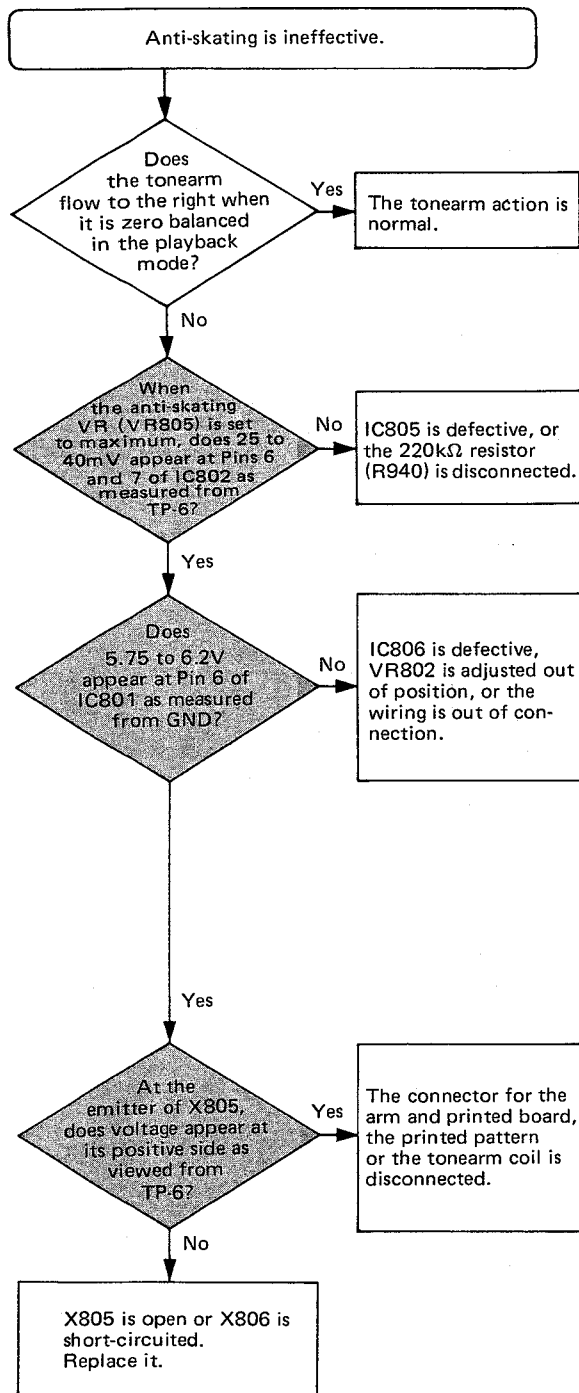 Anti-skating is ineffective.
Does
the tonearm
flow to the right when
it is zero balanced
in the playback
mode?
Yes
The tonearm action is
normal.
No
When
the anti-skating
VR (VR805) is set
to maximum, does 25 to
40mV appear at Pins 6
and 7 of IC802 as
measured from
TP-6?
No
IC805 is defective, or
the 220kΩ resistor
(R940) is disconnected.
Yes
Does
5.75 to 6.2V
appear at Pin 6 of
IC801 as measured
from GND?
No
IC806 is defective,
VR802 is adjusted out
of position, or the
wiring is out of con-
nection.
Yes
At the
emitter of X805,
does voltage appear at
its positive side as
viewed from
TP-6?
Yes
The connector for the
arm and printed board,
the printed pattern
or the tonearm coil is
disconnected.
No
X805 is open or X806 is
short-circuited.
Replace it.